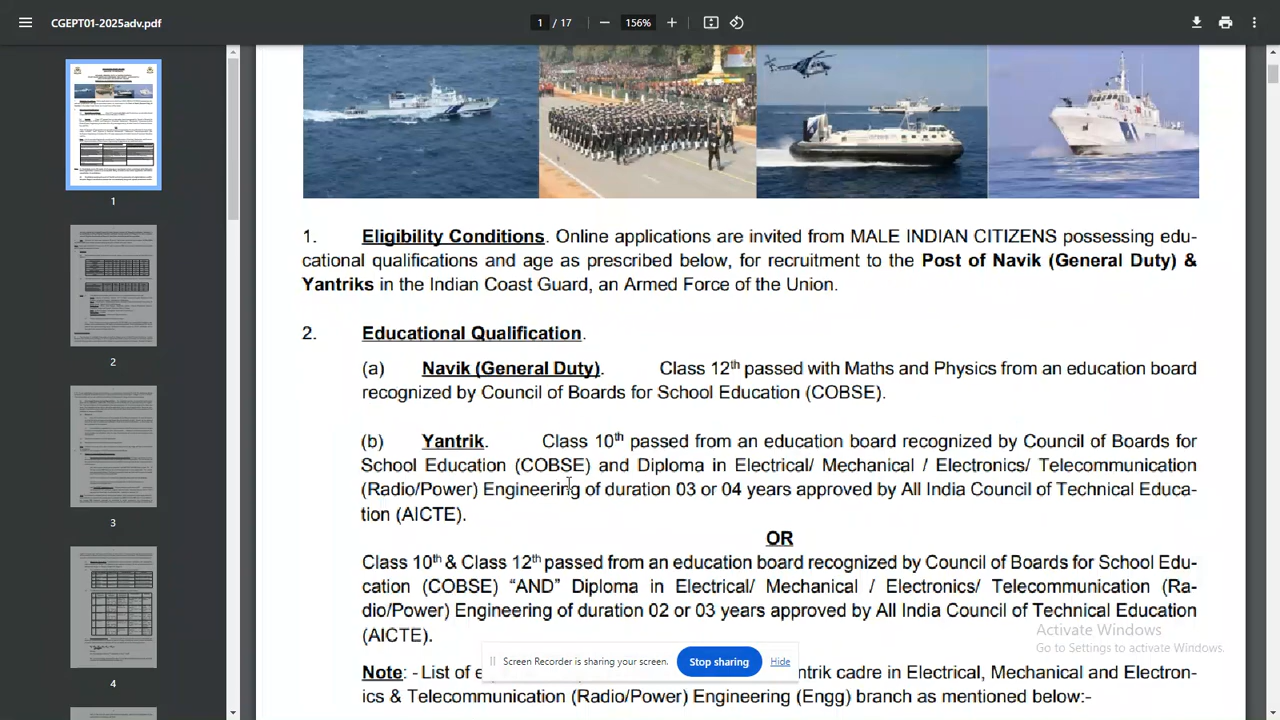 CGEPT01-2025adv.pdf
1 / 17
156%
1. Eligibility Conditions. Online applications are invited from MALE INDIAN CITIZENS possessing edu-
cational qualifications and age as prescribed below, for recruitment to the Post of Navik (General Duty) &
Yantriks in the Indian Coast Guard, an Armed Force of the Union.
2. Educational Qualification.
(a) Navik (General Duty). Class 12th passed with Maths and Physics from an education board
recognized by Council of Boards for School Education (COBSE).
(b) Yantrik. Class 10th passed from an education board recognized by Council of Boards for
School Education (COBSE) and Diploma in Electrical/ Mechanical / Electronics/ Telecommunication
(Radio/Power) Engineering of duration 03 or 04 years approved by All India Council of Technical Educa-
tion (AICTE).
OR
Class 10th & Class 12th passed from an education board recognized by Council of Boards for School Edu-
cation (COBSE) “AND” Diploma in Electrical/ Mechanical / Electronics/ Telecommunication (Ra-
dio/Power) Engineering of duration 02 or 03 years approved by All India Council of Technical Education
(AICTE).
Note: - List of
ntrik cadre in Electrical, Mechanical and Electron-
ics & Telecommunication (Radio/Power) Engineering (Engg) branch as mentioned below:-
Screen Recorder is sharing your screen.
Stop sharing
Hide
Activate Windows
Go to Settings to activate Windows.
1
2
3
4